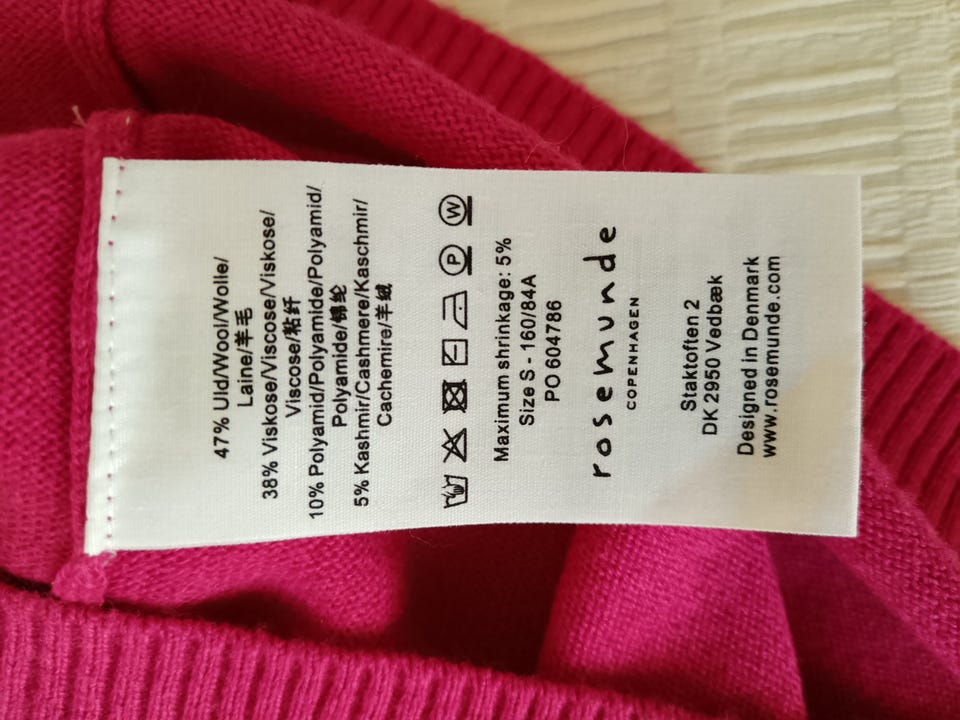 47% Uld/Wool/Wolle/
Laine/羊毛
38% Viskose/Viscose/Viskose/
Viscose/粘纤
10% Polyamid/Polyamide/Polyamid/
Polyamide/锦纶
5% Kashmir/Cashmere/Kaschmir/
Cachemire/羊绒
P W
Maximum shrinkage: 5%
Size S - 160/84A
PO 604786
rosemunde
COPENHAGEN
Staktoften 2
DK 2950 Vedbæk
Designed in Denmark
www.rosemunde.com